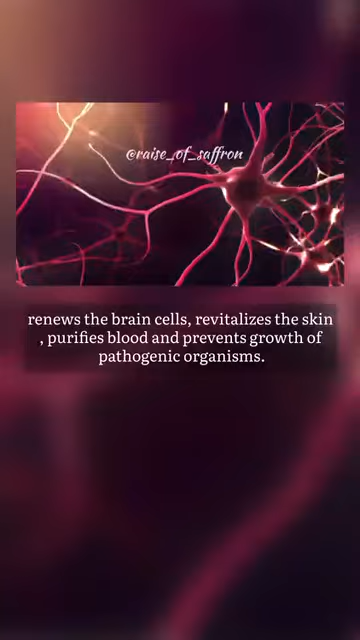 @raise_of_saffron
renews the brain cells, revitalizes the skin
, purifies blood and prevents growth of
pathogenic organisms.